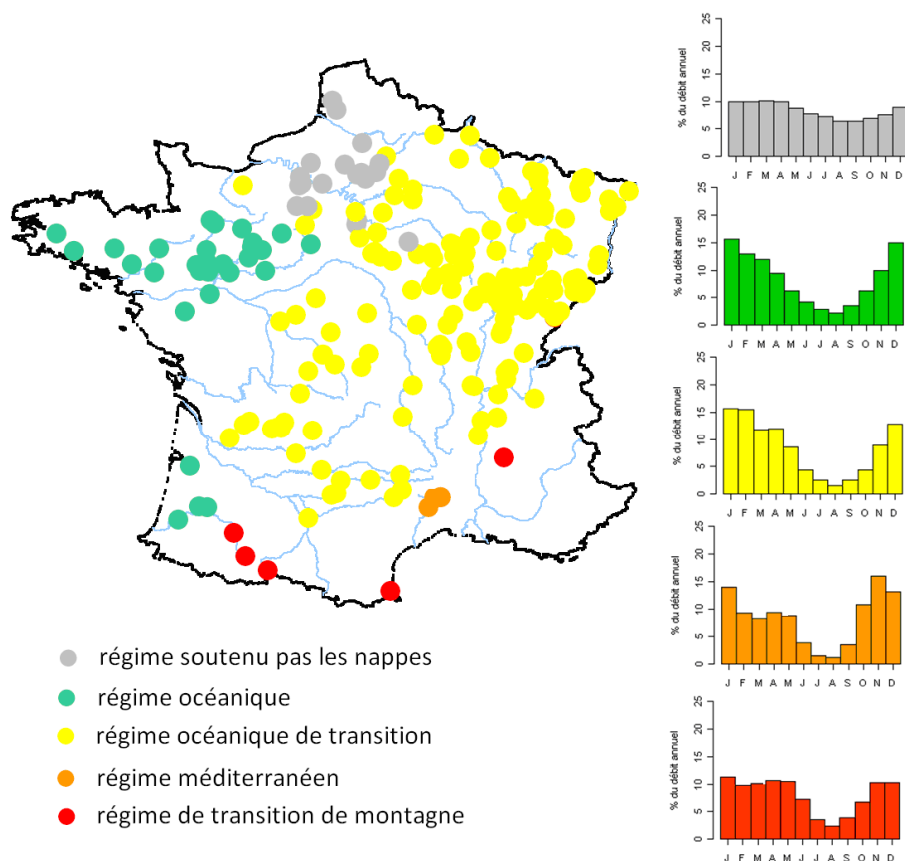 % du débit annuel
25
20
15
10
5
0
J F M A M J J A S O N D
% du débit annuel
25
20
15
10
5
0
J F M A M J J A S O N D
% du débit annuel
25
20
15
10
5
0
J F M A M J J A S O N D
% du débit annuel
25
20
15
10
5
0
J F M A M J J A S O N D
% du débit annuel
25
20
15
10
5
0
J F M A M J J A S O N D
régime soutenu pas les nappes
régime océanique
régime océanique de transition
régime méditerranéen
régime de transition de montagne